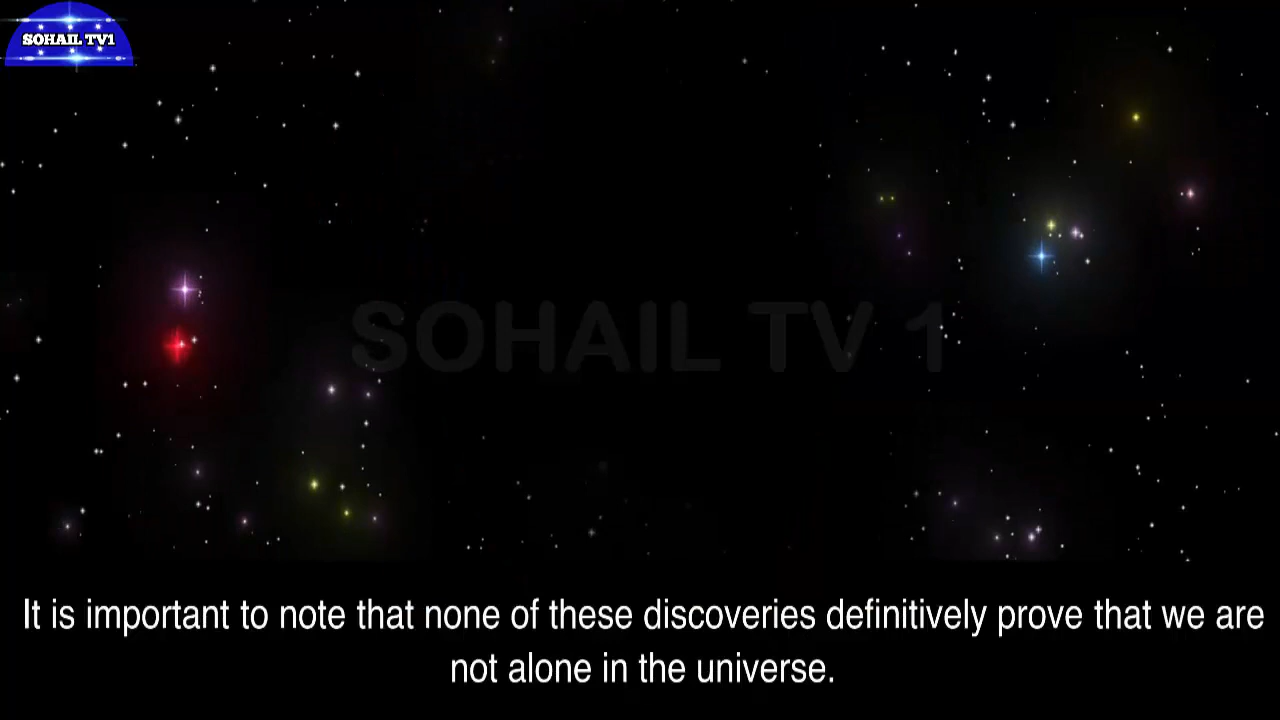 SOHAIL TV1
SOHAIL TV 1
It is important to note that none of these discoveries definitively prove that we are
not alone in the universe.